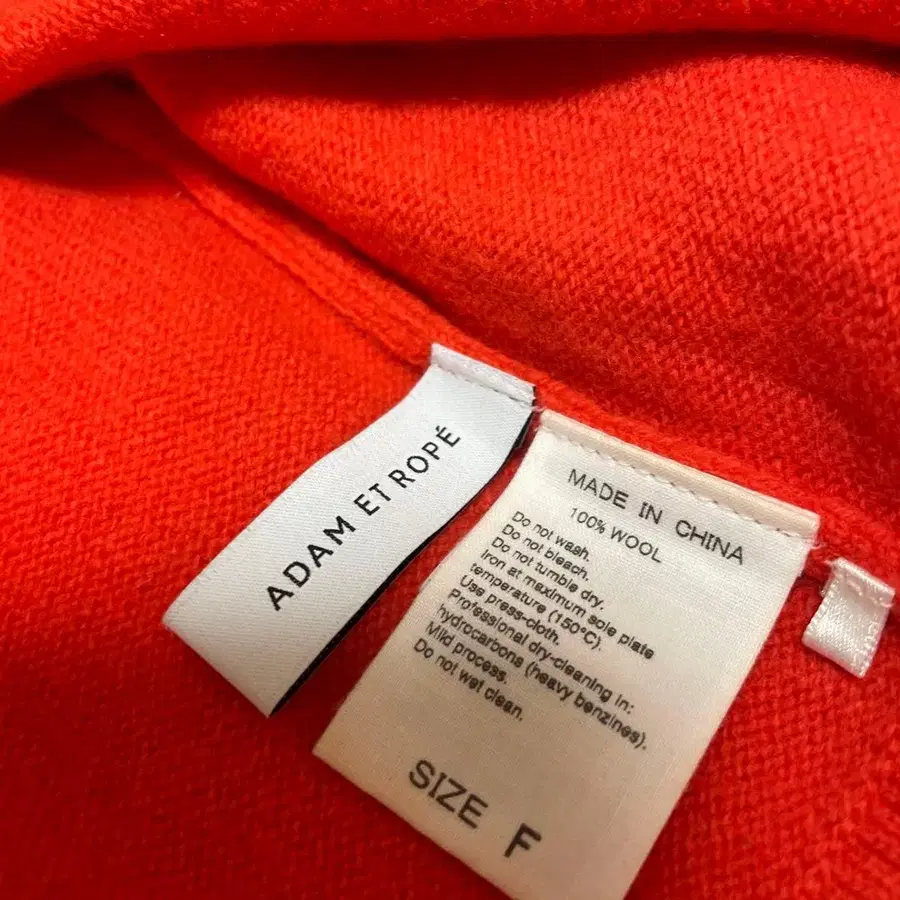 ADAM ET ROPÉ
MADE IN CHINA
100% WOOL
Do not wash.
Do not bleach.
Do not tumble dry.
Iron at maximum sole plate
temperature (150°C).
Use press-cloth.
Professional dry-cleaning in:
hydrocarbons (heavy benzines).
Mild process.
Do not wet clean.
SIZE F